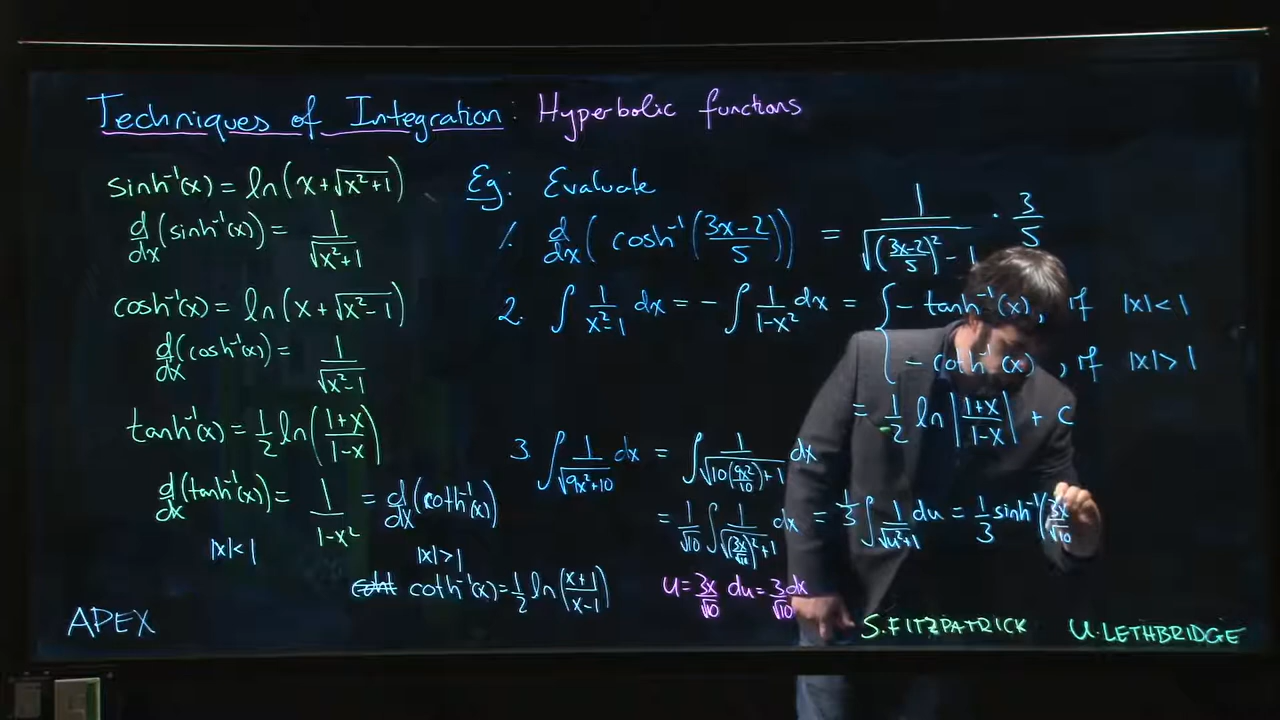 Techniques of Integration: Hyperbolic functions
sinh⁻¹(x) = ln(x+√(x²+1))
d/dx(sinh⁻¹(x)) = 1/√(x²+1)
cosh⁻¹(x) = ln(x+√(x²-1))
d/dx(cosh⁻¹(x)) = 1/√(x²-1)
tanh⁻¹(x) = 1/2 ln((1+x)/(1-x))
d/dx(tanh⁻¹(x)) = 1/(1-x²) = d/dx(coth⁻¹(x))
|x|<1 |x|>1
coth⁻¹(x) = 1/2 ln((x+1)/(x-1))
APEX
Eg: Evaluate
1. d/dx(cosh⁻¹((3x-2)/5)) = 1/√(((3x-2)/5)² - 1) · 3/5
2. ∫ 1/(x²-1) dx = -∫ 1/(1-x²) dx = { -tanh⁻¹(x), if |x|<1
-coth⁻¹(x), if |x|>1
= 1/2 ln|(1+x)/(1-x)| + C
3. ∫ 1/√(9x²+10) dx = ∫ 1/√(10(9x²/10)+1) dx
= 1/√10 ∫ 1/√((3x/√10)²+1) dx = 1/3 ∫ 1/√(u²+1) du = 1/3 sinh⁻¹(3x/√10
u = 3x/√10 du = 3/√10 dx
S. FITZPATRICK U. LETHBRIDGE